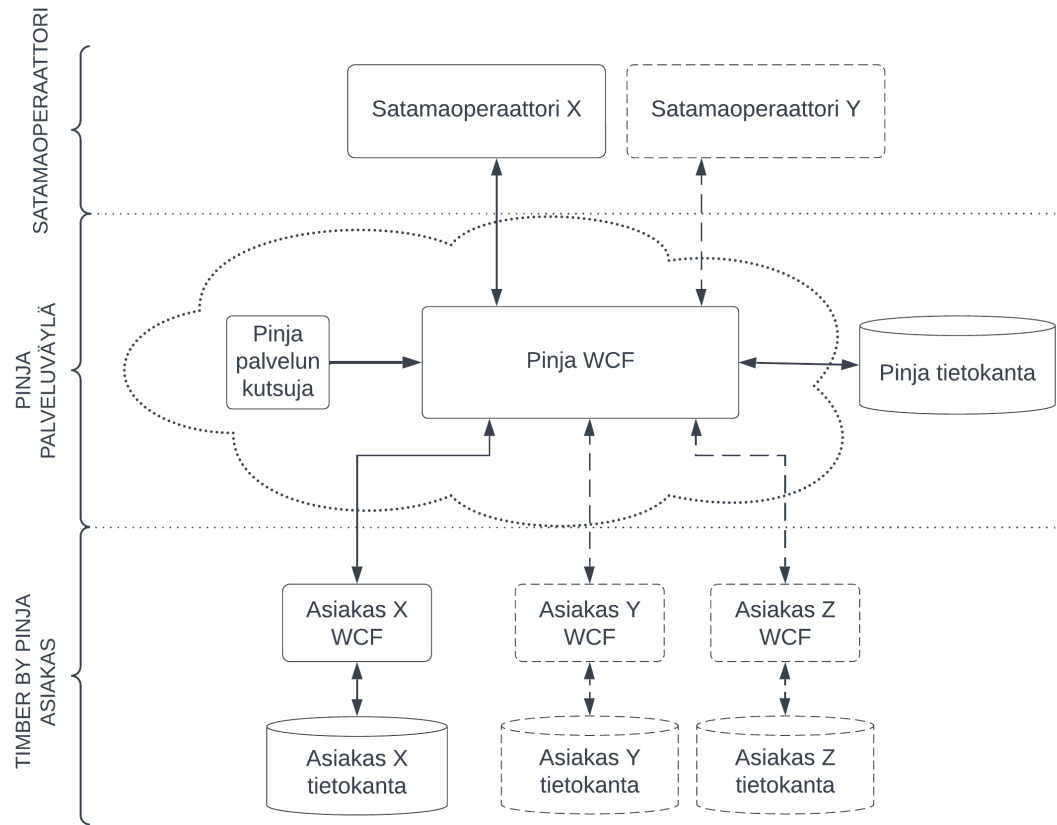 SATAMAOPERAATTORI
Satamaoperaattori X
Satamaoperaattori Y
PINJA
PALVELUVÄYLÄ
Pinja
palvelun
kutsuja
Pinja WCF
Pinja tietokanta
TIMBER BY PINJA
ASIAKAS
Asiakas X
WCF
Asiakas Y
WCF
Asiakas Z
WCF
Asiakas X
tietokanta
Asiakas Y
tietokanta
Asiakas Z
tietokanta